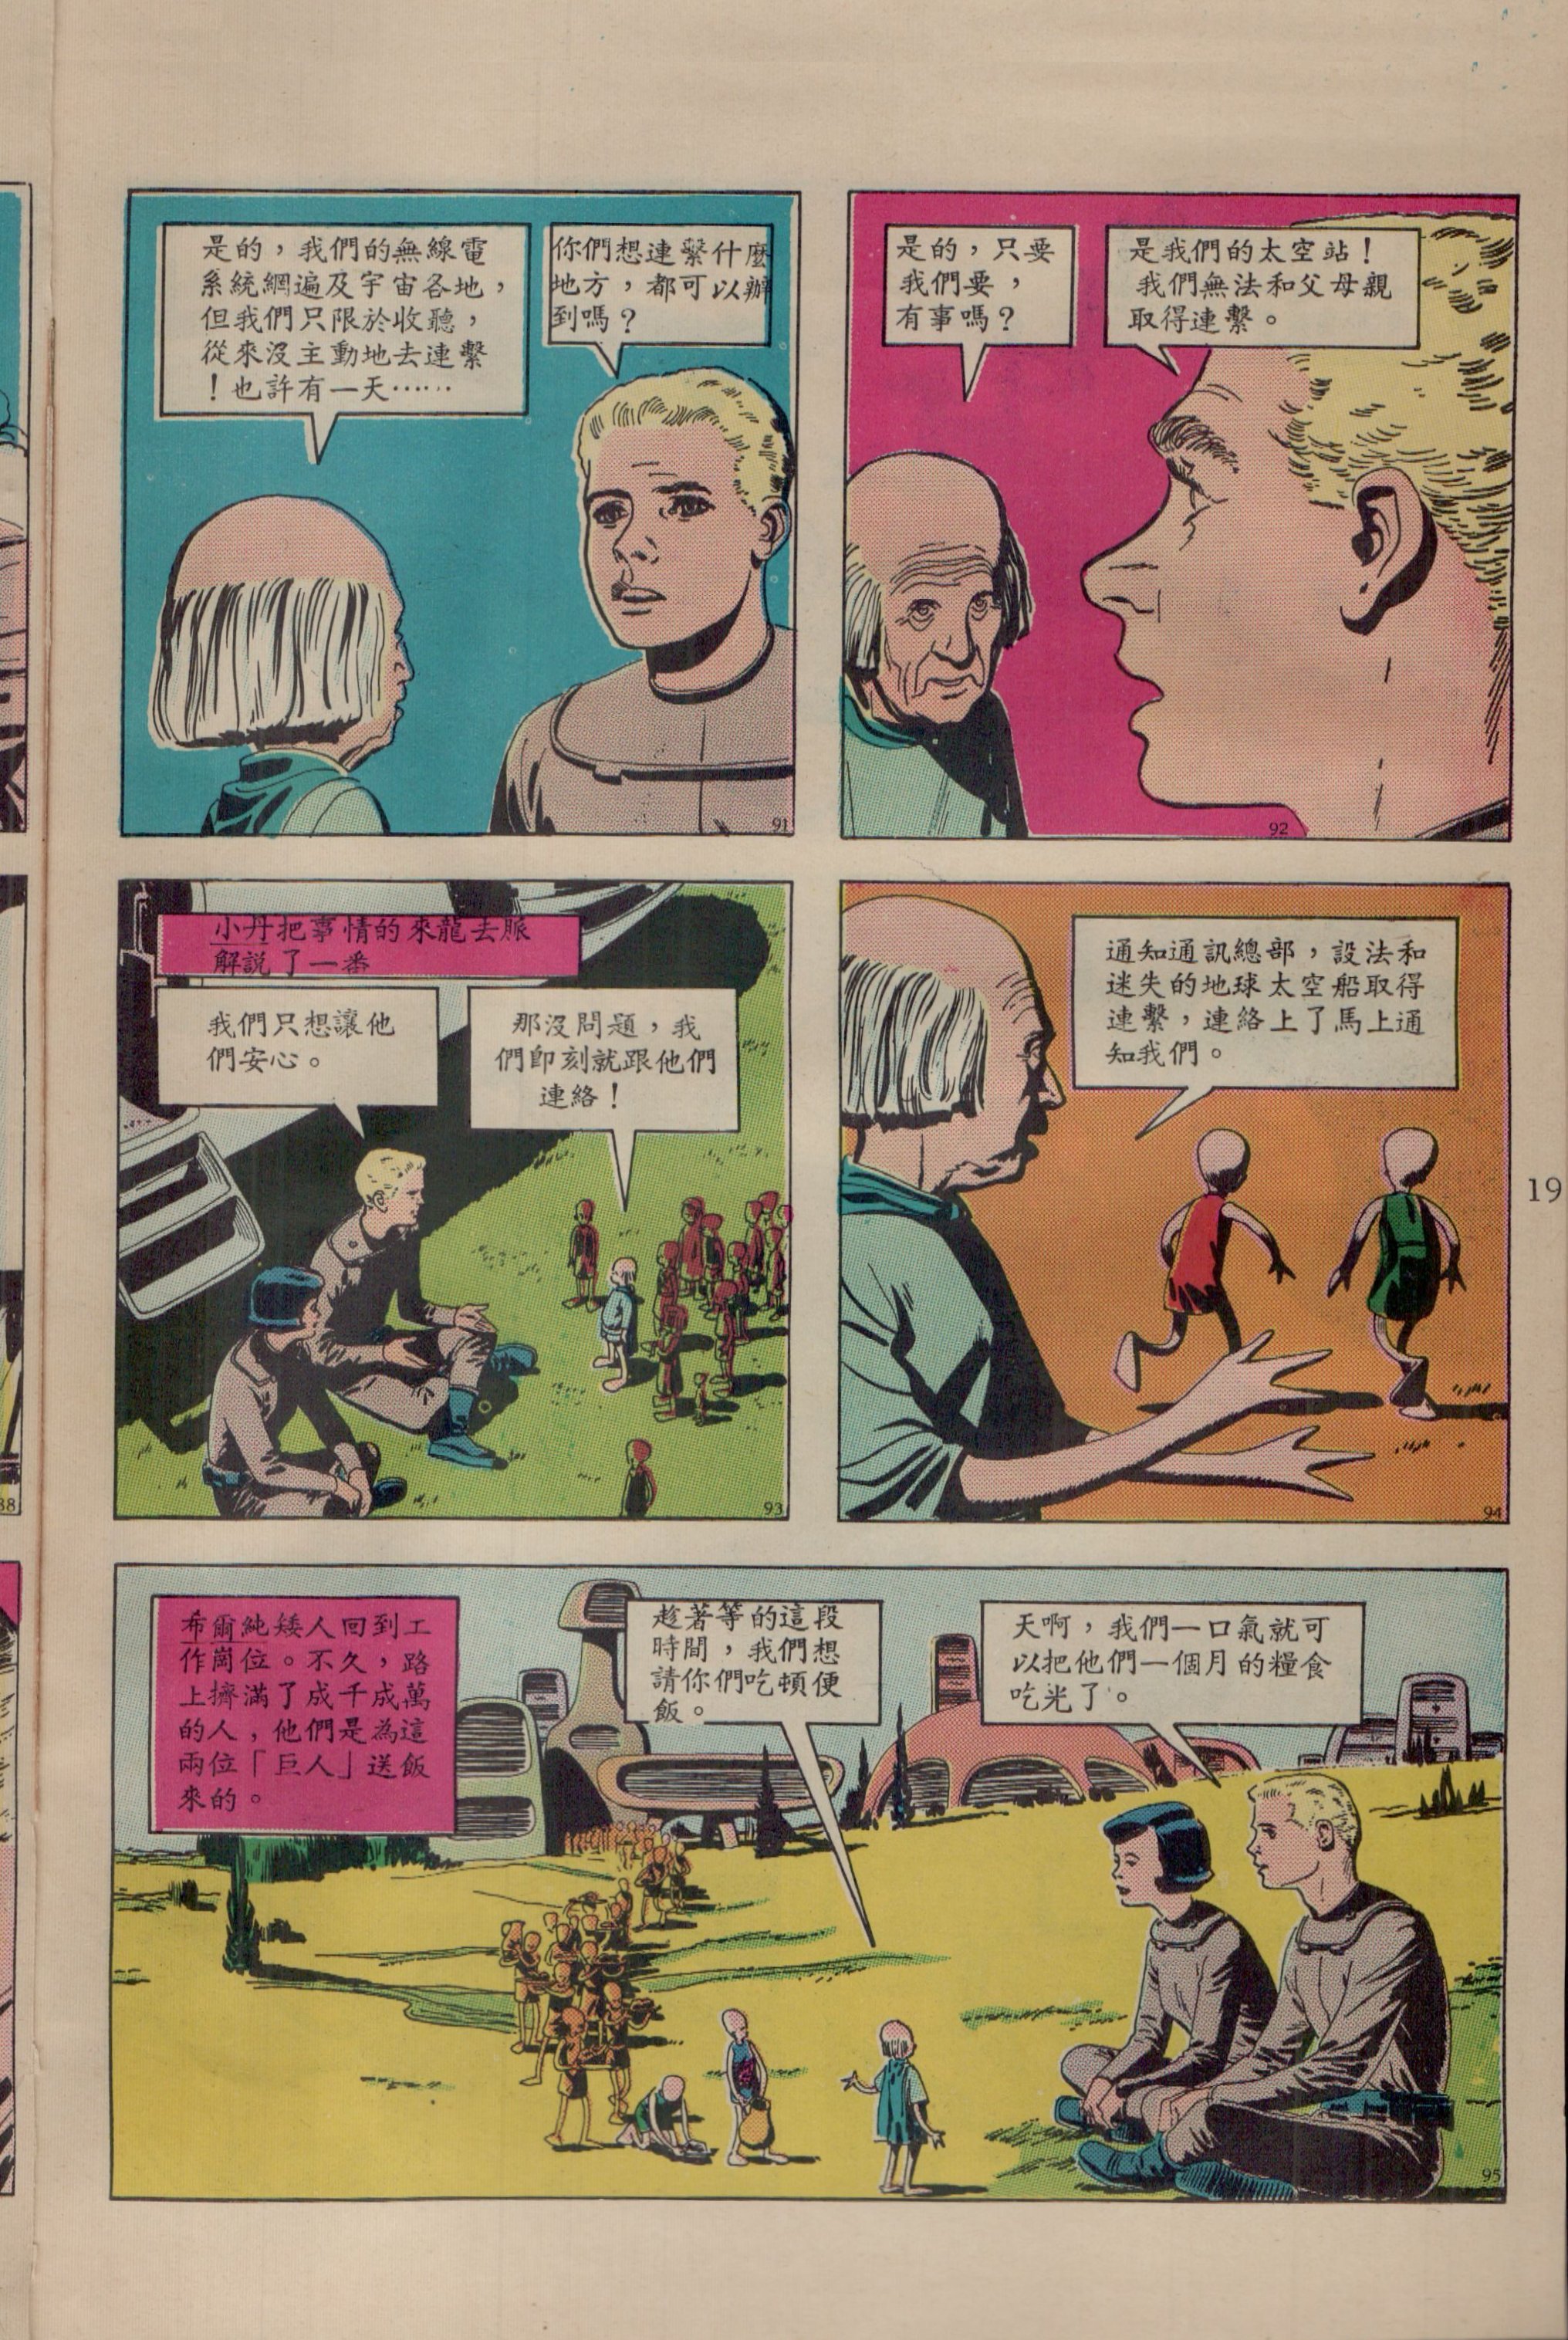 是的，我們的無線電
系統網遍及宇宙各地，
但我們只限於收聽，
從來沒主動地去連繫
！也許有一天……
你們想連繫什麼
地方，都可以辦
到嗎？
91
是的，只要
我們要，
有事嗎？
是我們的太空站！
我們無法和父母親
取得連繫。
92
小丹把事情的來龍去脈
解説了一番
我們只想讓他
們安心。
那沒問題，我
們即刻就跟他們
連絡！
93
通知通訊總部，設法和
迷失的地球太空船取得
連繫，連絡上了馬上通
知我們。
94
19
希爾純矮人回到工
作崗位。不久，路
上擠滿了成千成萬
的人，他們是為這
兩位「巨人」送飯
來的。
趁著等的這段
時間，我們想
請你們吃頓便
飯。
天啊，我們一口氣就可
以把他們一個月的糧食
吃光了。
95
88